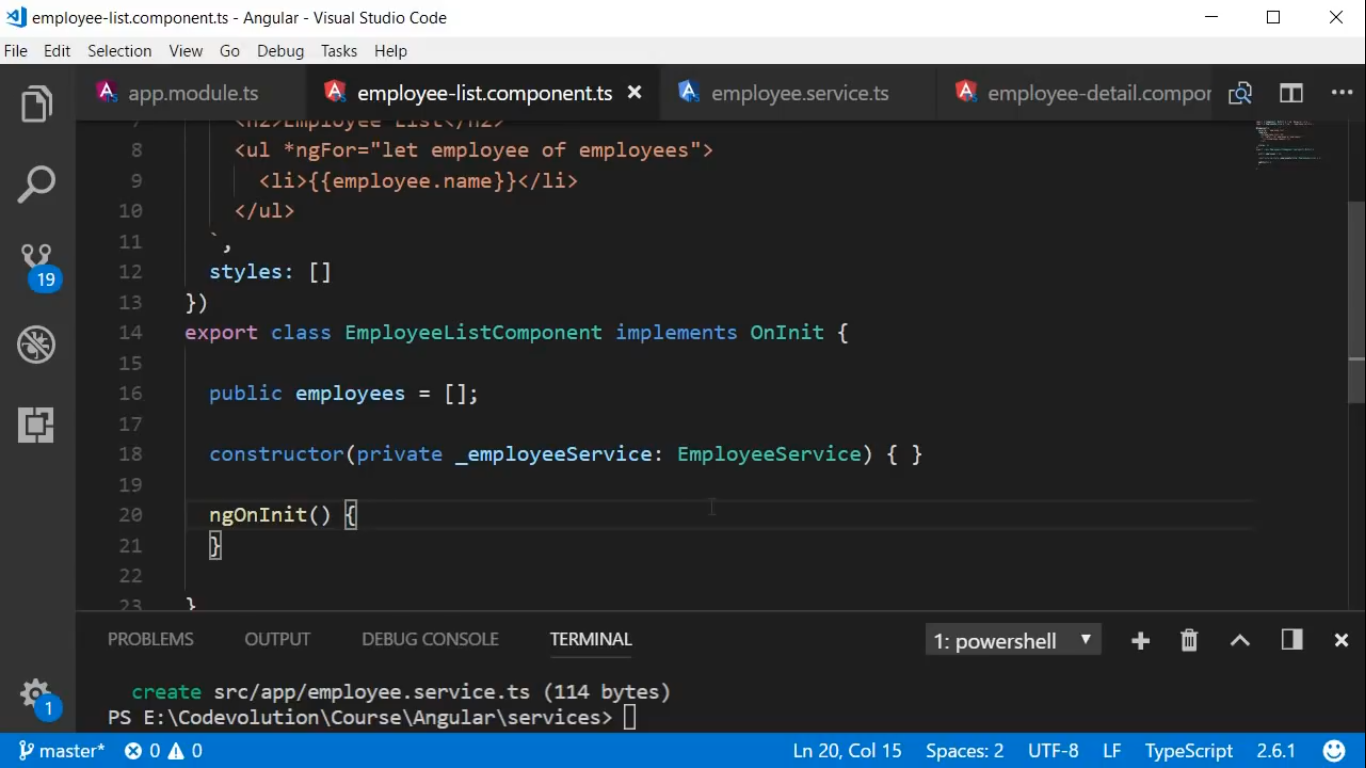 employee-list.component.ts - Angular - Visual Studio Code
File Edit Selection View Go Debug Tasks Help
app.module.ts employee-list.component.ts employee.service.ts employee-detail.compor
<h2>Employee List</h2>
8 <ul *ngFor="let employee of employees">
9 <li>{{employee.name}}</li>
10 </ul>
11 `,
12 styles: []
13 })
14 export class EmployeeListComponent implements OnInit {
15
16 public employees = [];
17
18 constructor(private _employeeService: EmployeeService) { }
19
20 ngOnInit() {
21 }
22
23 }
19
1
PROBLEMS OUTPUT DEBUG CONSOLE TERMINAL 1: powershell
create src/app/employee.service.ts (114 bytes)
PS E:\Codevolution\Course\Angular\services>
master* 0 0 Ln 20, Col 15 Spaces: 2 UTF-8 LF TypeScript 2.6.1